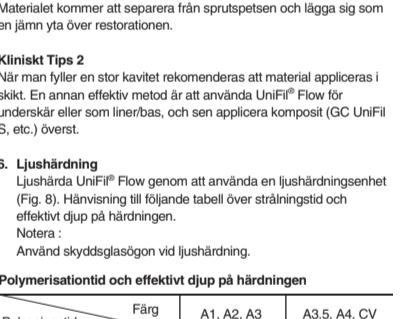 Materialet kommer att separera från sprutspetsen och lägga sig som
en jämn yta över restorationen.
Kliniskt Tips 2
När man fyller en stor kavitet rekomenderas att material appliceras i
skikt. En annan effektiv metod är att använda UniFil® Flow för
underskär eller som liner/bas, och sen applicera komposit (GC UniFil
S, etc.) överst.
6. Ljushärdning
Ljushärda UniFil® Flow genom att använda en ljushärdningsenhet
(Fig. 8). Hänvisning till följande tabell över strålningstid och
effektivt djup på härdningen.
Notera :
Använd skyddsglasögon vid ljushärdning.
Polymerisationtid och effektivt djup på härdningen
Färg
A1, A2, A3
A3.5, A4, CV